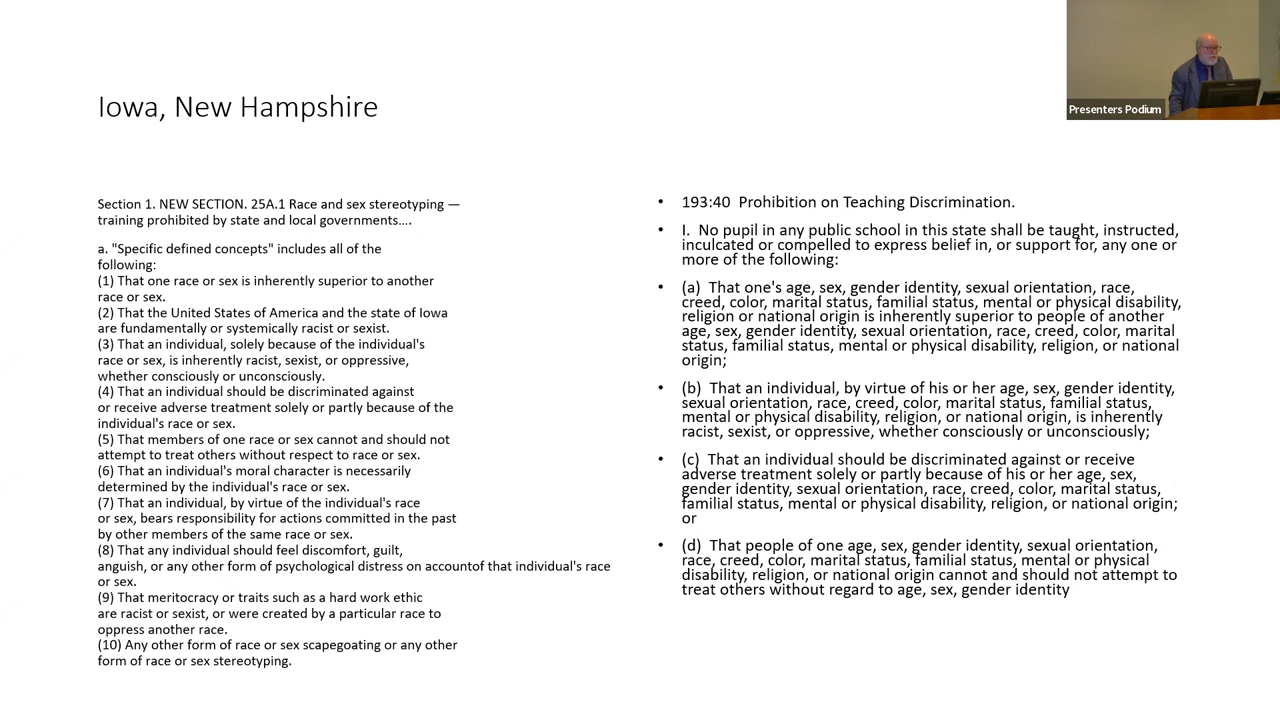 Iowa, New Hampshire
Presenters Podium
Section 1. NEW SECTION. 25A.1 Race and sex stereotyping —
training prohibited by state and local governments….
a. "Specific defined concepts" includes all of the
following:
(1) That one race or sex is inherently superior to another
race or sex.
(2) That the United States of America and the state of Iowa
are fundamentally or systemically racist or sexist.
(3) That an individual, solely because of the individual's
race or sex, is inherently racist, sexist, or oppressive,
whether consciously or unconsciously.
(4) That an individual should be discriminated against
or receive adverse treatment solely or partly because of the
individual's race or sex.
(5) That members of one race or sex cannot and should not
attempt to treat others without respect to race or sex.
(6) That an individual's moral character is necessarily
determined by the individual's race or sex.
(7) That an individual, by virtue of the individual's race
or sex, bears responsibility for actions committed in the past
by other members of the same race or sex.
(8) That any individual should feel discomfort, guilt,
anguish, or any other form of psychological distress on accountof that individual's race
or sex.
(9) That meritocracy or traits such as a hard work ethic
are racist or sexist, or were created by a particular race to
oppress another race.
(10) Any other form of race or sex scapegoating or any other
form of race or sex stereotyping.
• 193:40 Prohibition on Teaching Discrimination.
• I. No pupil in any public school in this state shall be taught, instructed,
inculcated or compelled to express belief in, or support for, any one or
more of the following:
• (a) That one's age, sex, gender identity, sexual orientation, race,
creed, color, marital status, familial status, mental or physical disability,
religion or national origin is inherently superior to people of another
age, sex, gender identity, sexual orientation, race, creed, color, marital
status, familial status, mental or physical disability, religion, or national
origin;
• (b) That an individual, by virtue of his or her age, sex, gender identity,
sexual orientation, race, creed, color, marital status, familial status,
mental or physical disability, religion, or national origin, is inherently
racist, sexist, or oppressive, whether consciously or unconsciously;
• (c) That an individual should be discriminated against or receive
adverse treatment solely or partly because of his or her age, sex,
gender identity, sexual orientation, race, creed, color, marital status,
familial status, mental or physical disability, religion, or national origin;
or
• (d) That people of one age, sex, gender identity, sexual orientation,
race, creed, color, marital status, familial status, mental or physical
disability, religion, or national origin cannot and should not attempt to
treat others without regard to age, sex, gender identity